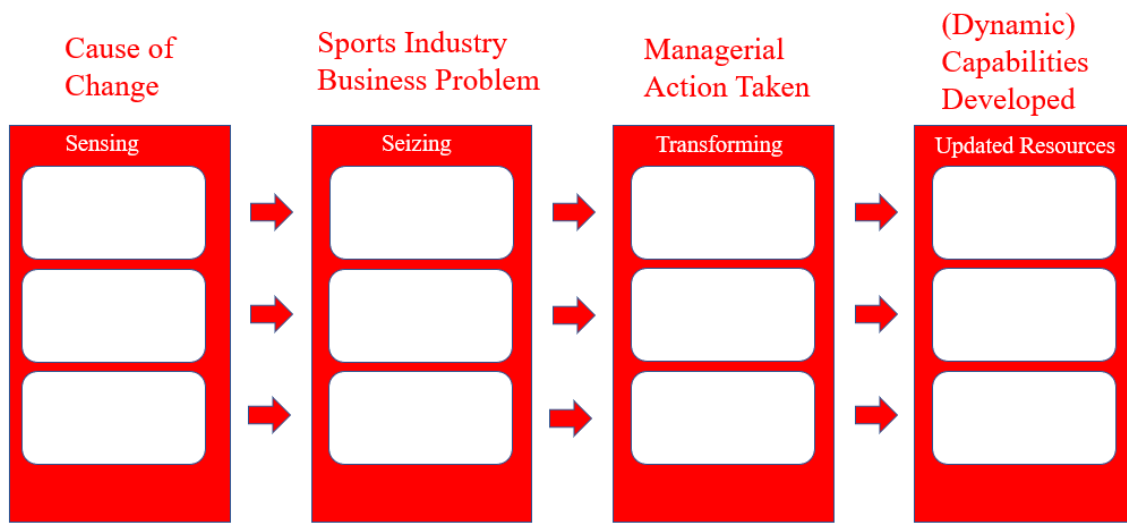 Cause of
Change
Sports Industry
Business Problem
Managerial
Action Taken
(Dynamic)
Capabilities
Developed
Sensing
Seizing
Transforming
Updated Resources